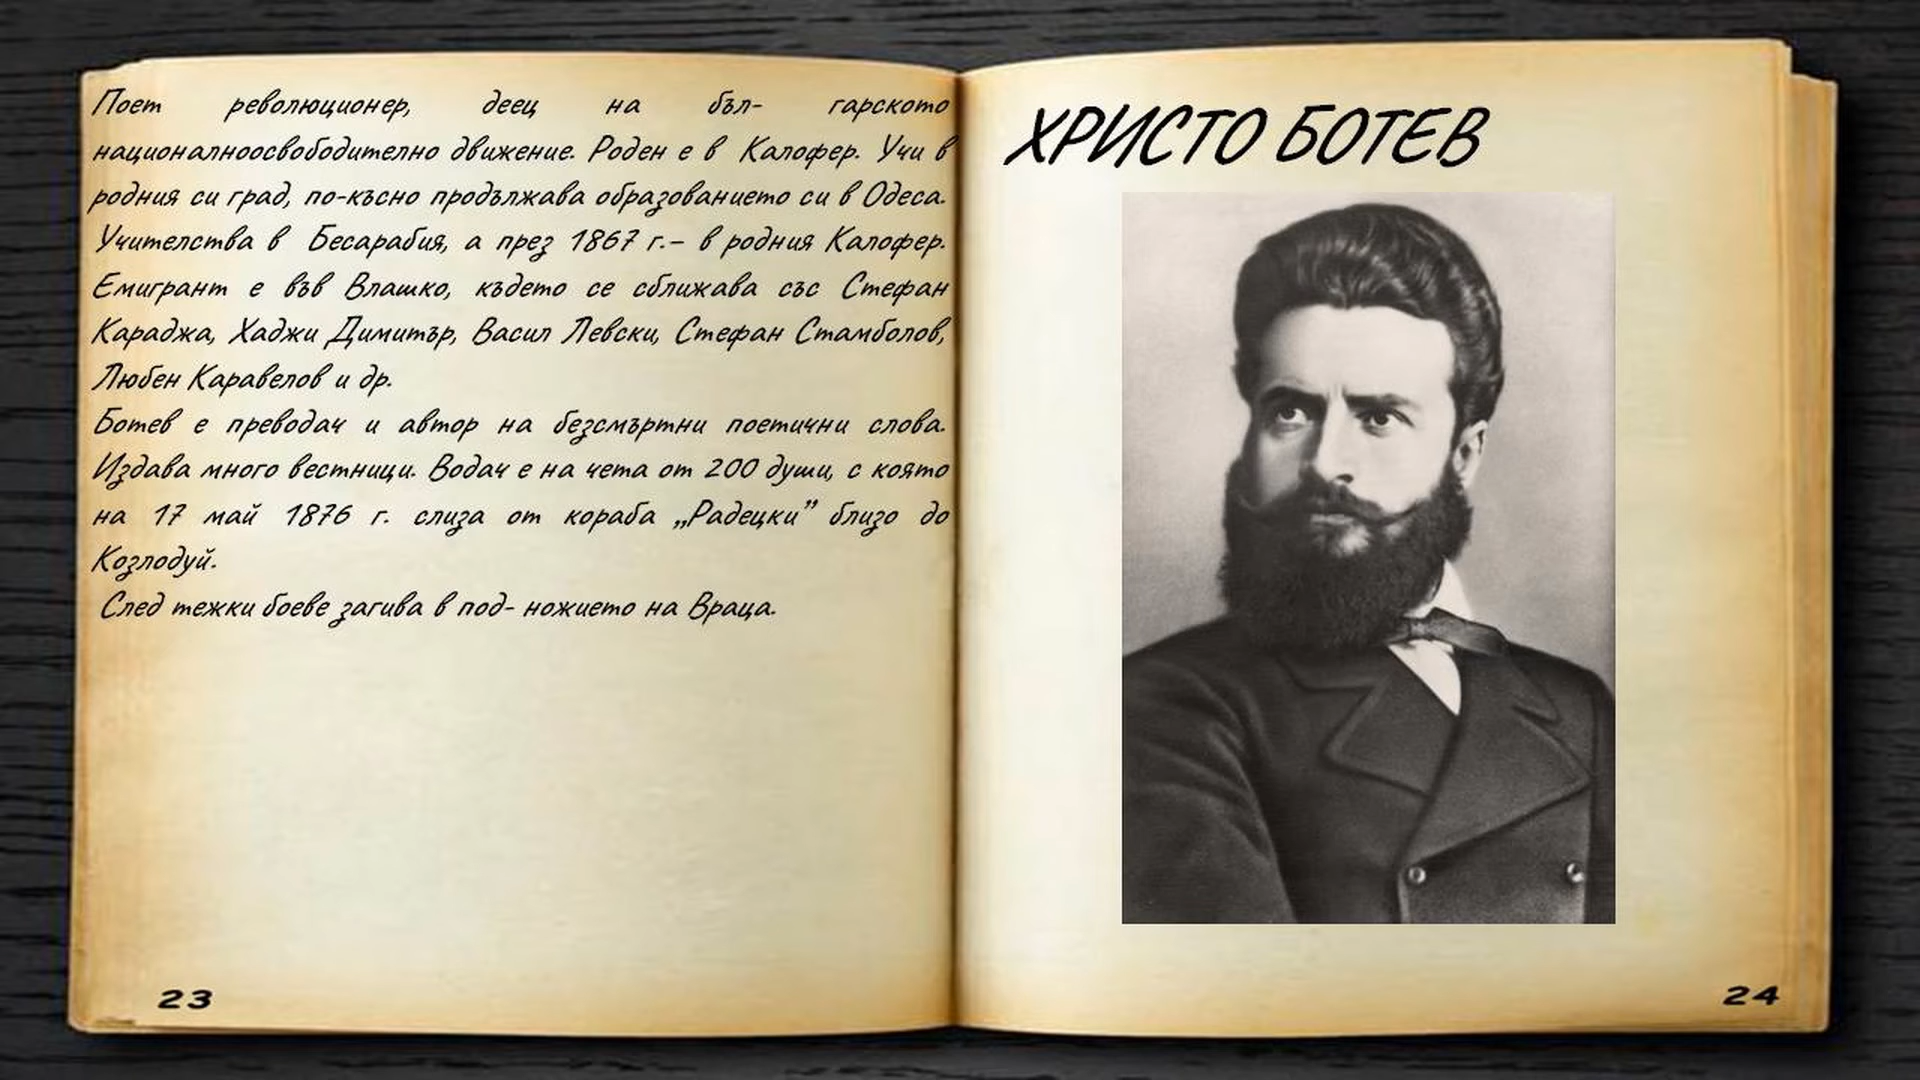 Поет революционер, деец на бъл- гарското
националноосвободително движение. Роден е в Калофер. Учи в
родния си град, по-късно продължава образованието си в Одеса.
Учителства в Бесарабия, а през 1867 г.– в родния Калофер.
Емигрант е във Влашко, където се сближава със Стефан
Караджа, Хаджи Димитър, Васил Левски, Стефан Стамболов,
Любен Каравелов и др.
Ботев е преводач и автор на безсмъртни поетични слова.
Издава много вестници. Водач е на чета от 200 души, с която
на 17 май 1876 г. слиза от кораба „Радецки” близо до
Козлодуй.
След тежки боеве загива в под- ножието на Враца.
23
ХРИСТО БОТЕВ
24